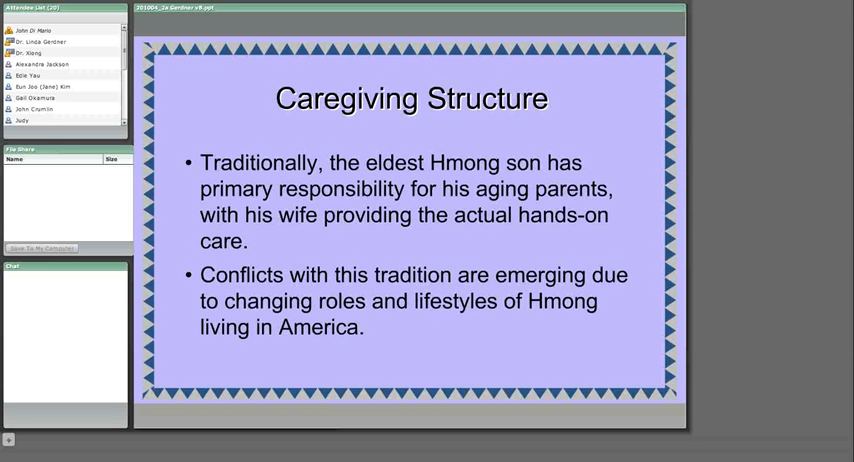 Attendee List (20)
John Di Mario
Dr. Linda Gerdner
Dr. Xiong
Alexandra Jackson
Edie Yau
Eun Joo (Jane) Kim
Gail Okamura
John Crumlin
Judy
File Share
Name Size
Save To My Computer
Chat
201004_2a Gerdner v8.ppt
Caregiving Structure
• Traditionally, the eldest Hmong son has
primary responsibility for his aging parents,
with his wife providing the actual hands-on
care.
• Conflicts with this tradition are emerging due
to changing roles and lifestyles of Hmong
living in America.